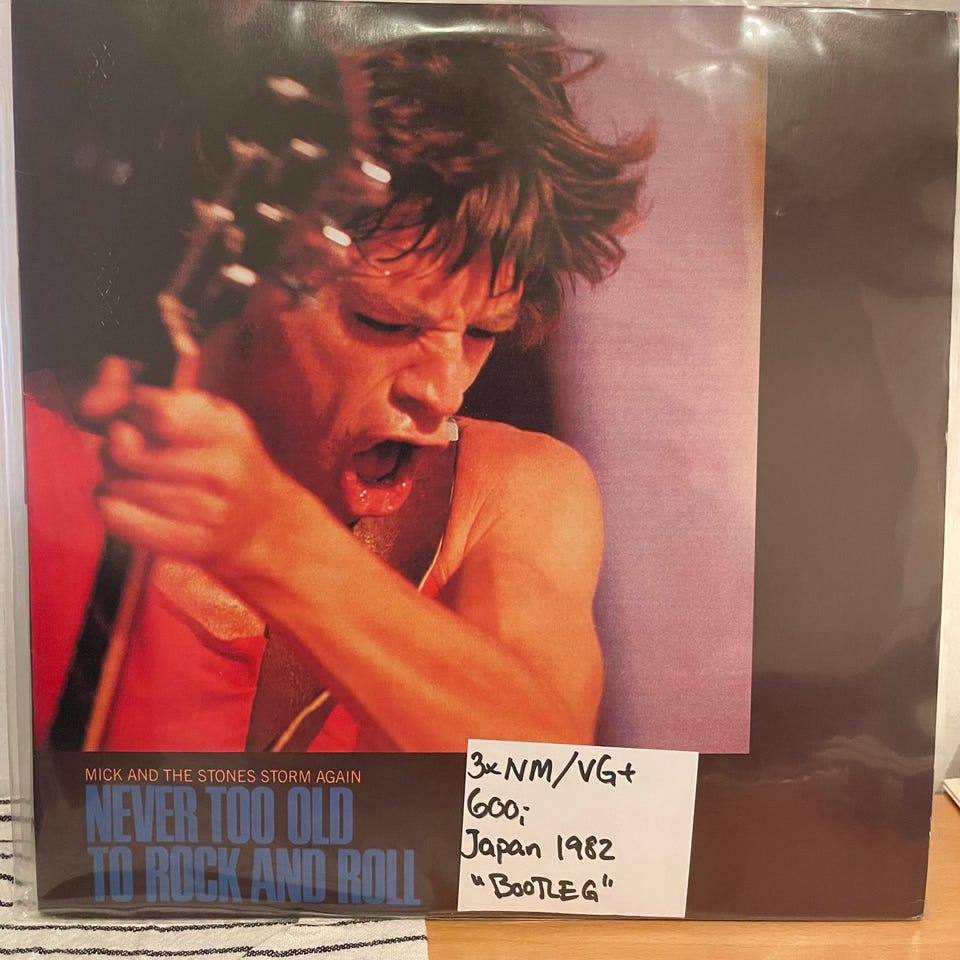 MICK AND THE STONES STORM AGAIN
NEVER TOO OLD
TO ROCK AND ROLL
3xNM/VG+
600;
Japan 1982
"BOOTLEG"